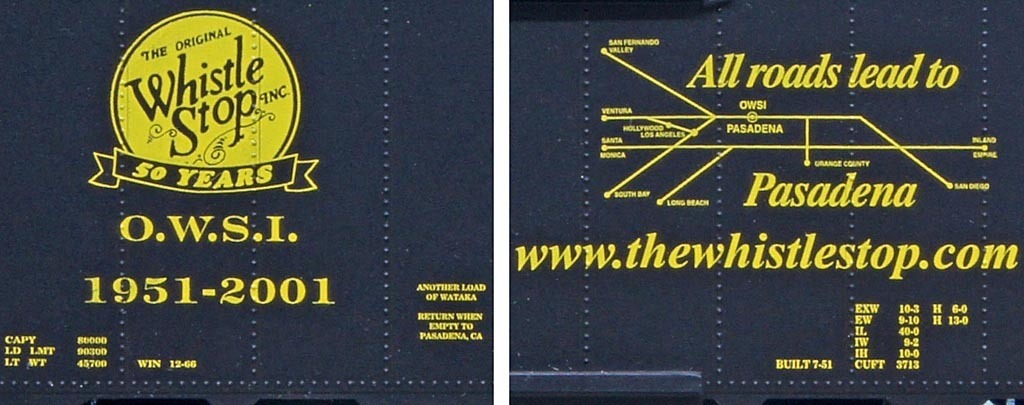 THE ORIGINAL
Whistle
Stop INC.
50 YEARS
O.W.S.I.
1951-2001
ANOTHER LOAD
OF WATAKA
RETURN WHEN
EMPTY TO
PASADENA, CA
CAPY 80000
LD LMT 90300
LT WT 45700 WIN 12-66
SAN FERNANDO
VALLEY
All roads lead to
VENTURA
OWSI
HOLLYWOOD
LOS ANGELES
PASADENA
SANTA
MONICA
INLAND
EMPIRE
ORANGE COUNTY
SOUTH BAY
LONG BEACH
SAN DIEGO
Pasadena
www.thewhistlestop.com
EXW 10-3 H 6-0
EW 9-10 H 13-0
IL 40-0
IW 9-2
IH 10-0
BUILT 7-51 CUFT 3713